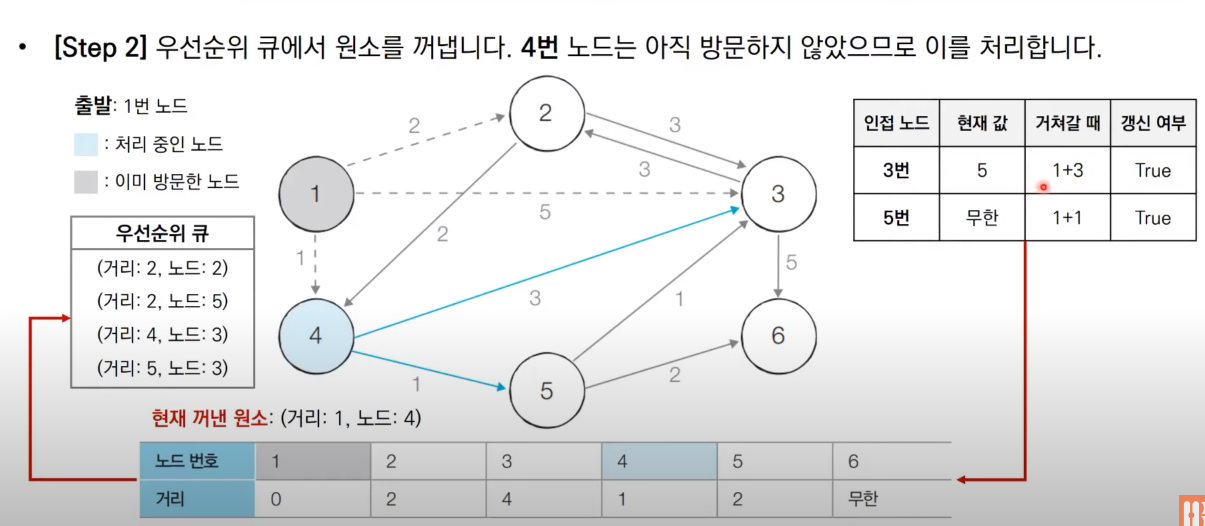 • [Step 2] 우선순위 큐에서 원소를 꺼냅니다. 4번 노드는 아직 방문하지 않았으므로 이를 처리합니다.
출발: 1번 노드
: 처리 중인 노드
: 이미 방문한 노드
우선순위 큐
(거리: 2, 노드: 2)
(거리: 2, 노드: 5)
(거리: 4, 노드: 3)
(거리: 5, 노드: 3)
1
2
3
4
5
6
2
3
3
5
1
2
3
1
1
2
5
인접 노드 현재 값 거쳐갈 때 갱신 여부
3번 5 1+3 True
5번 무한 1+1 True
현재 꺼낸 원소: (거리: 1, 노드: 4)
노드 번호 1 2 3 4 5 6
거리 0 2 4 1 2 무한